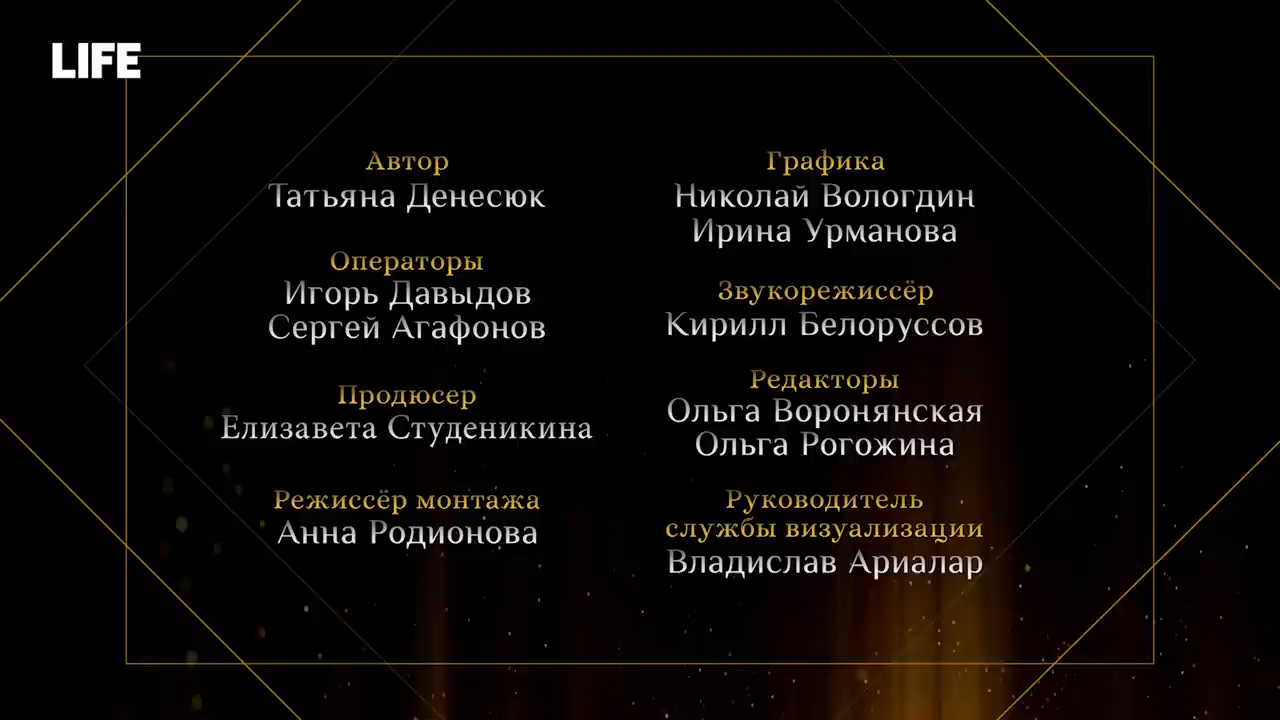 LIFE
Автор
Татьяна Денесюк
Операторы
Игорь Давыдов
Сергей Агафонов
Продюсер
Елизавета Студеникина
Режиссёр монтажа
Анна Родионова
Графика
Николай Вологдин
Ирина Урманова
Звукорежиссёр
Кирилл Белоруссов
Редакторы
Ольга Воронянская
Ольга Рогожина
Руководитель
службы визуализации
Владислав Ариалар